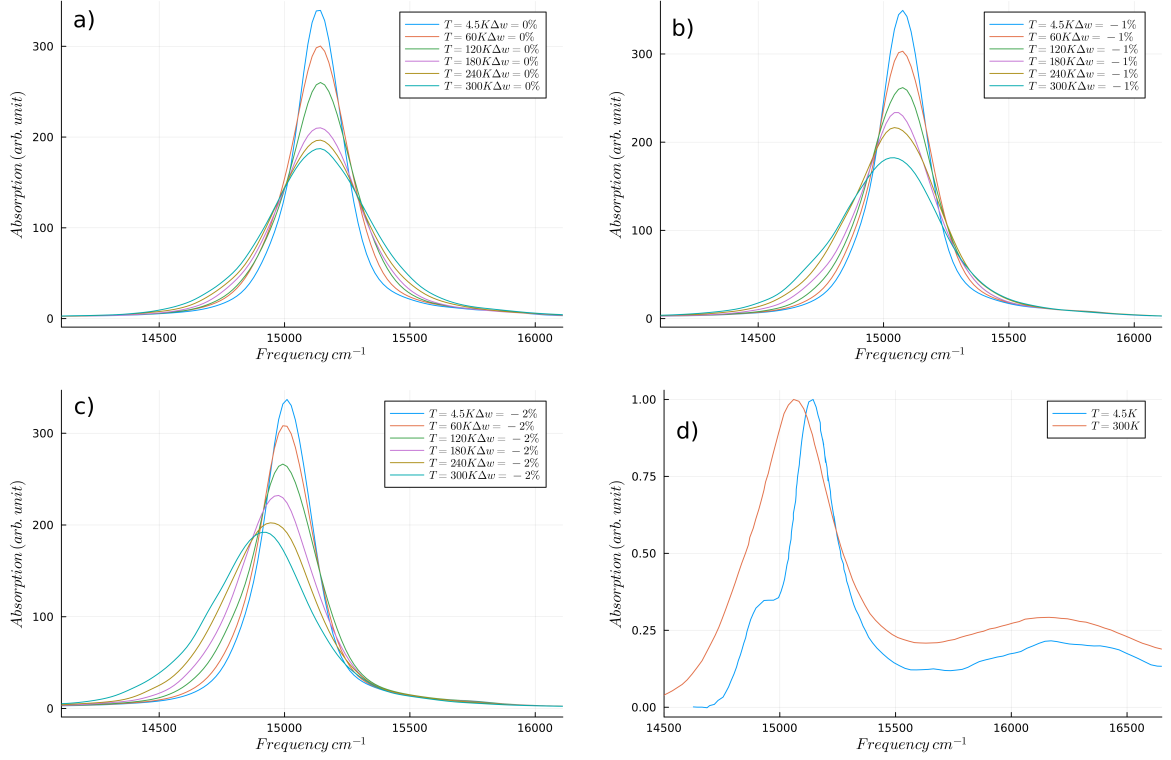 a)
T = 4.5KΔw = 0%
T = 60KΔw = 0%
T = 120KΔw = 0%
T = 180KΔw = 0%
T = 240KΔw = 0%
T = 300KΔw = 0%
Absorption (arb. unit)
300
200
100
0
14500 15000 15500 16000
Frequency cm⁻¹
b)
T = 4.5KΔw = − 1%
T = 60KΔw = − 1%
T = 120KΔw = − 1%
T = 180KΔw = − 1%
T = 240KΔw = − 1%
T = 300KΔw = − 1%
Absorption (arb. unit)
300
200
100
0
14500 15000 15500 16000
Frequency cm⁻¹
c)
T = 4.5KΔw = − 2%
T = 60KΔw = − 2%
T = 120KΔw = − 2%
T = 180KΔw = − 2%
T = 240KΔw = − 2%
T = 300KΔw = − 2%
Absorption (arb. unit)
300
200
100
0
14500 15000 15500 16000
Frequency cm⁻¹
d)
T = 4.5K
T = 300K
Absorption (arb. unit)
1.00
0.75
0.50
0.25
0.00
14500 15000 15500 16000 16500
Frequency cm⁻¹